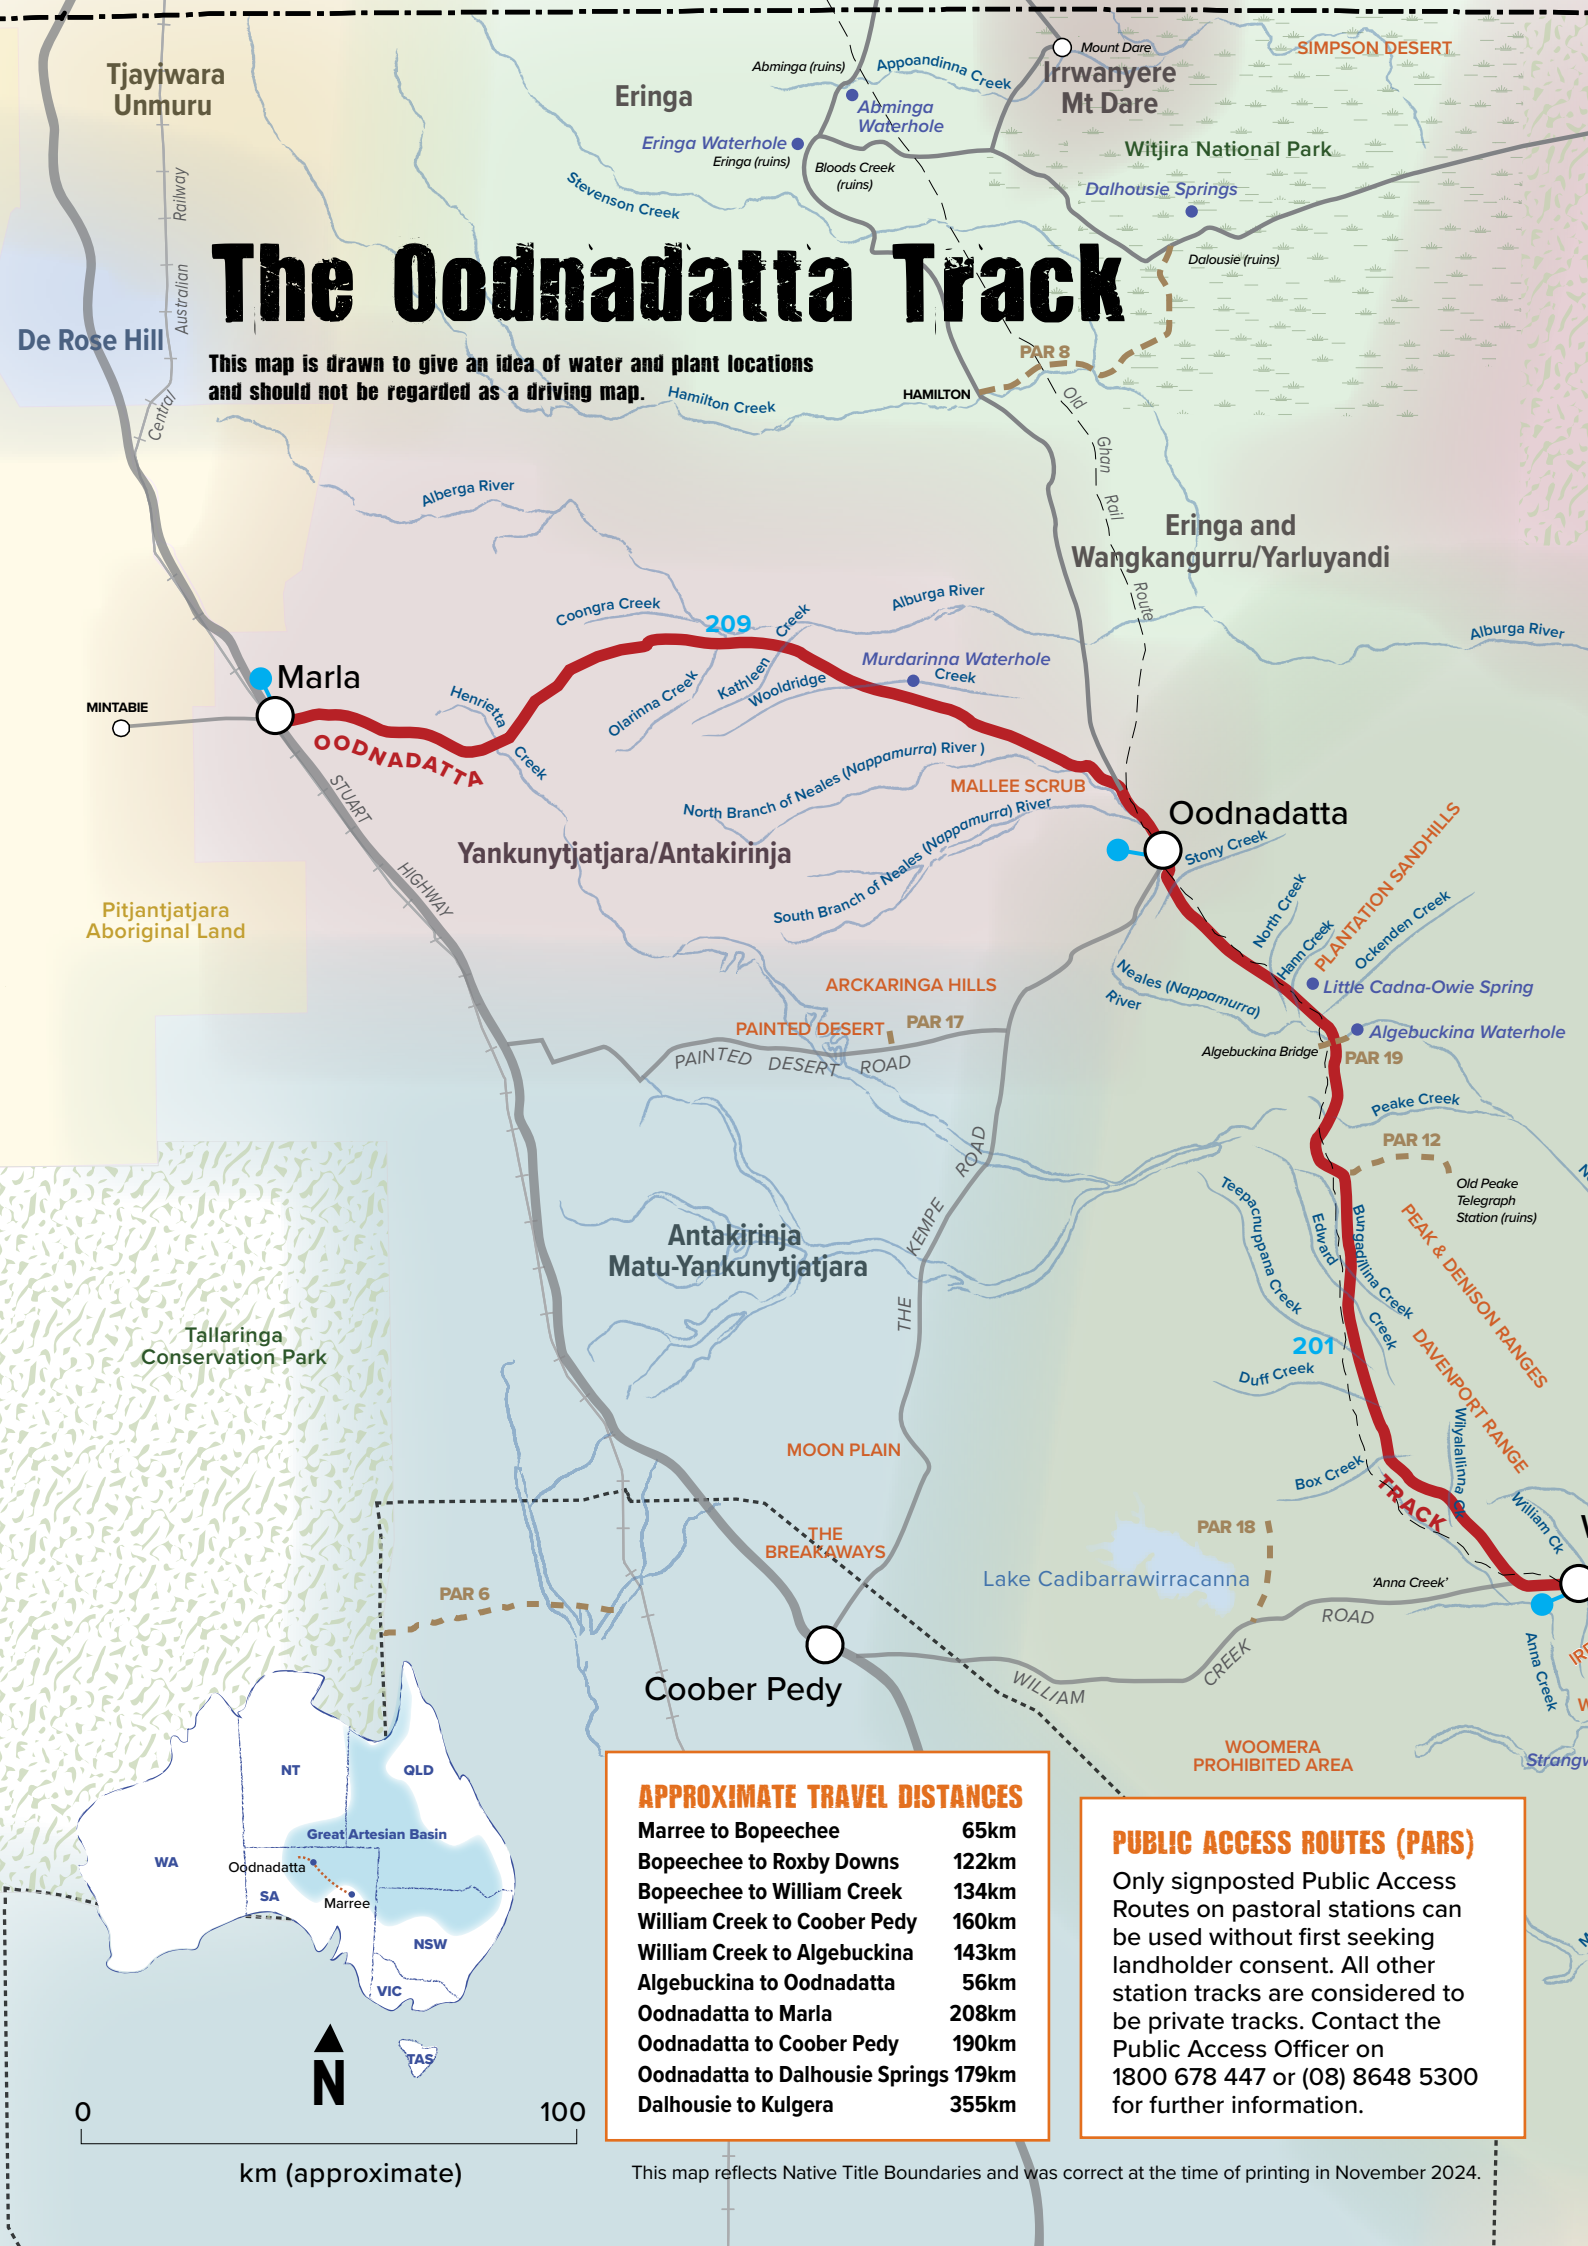 Tjayiwara
Unmuru
Eringa
Abminga (ruins)
Appoandinna Creek
Mount Dare
Irrwanyere
Mt Dare
SIMPSON DESERT
Abminga
Waterhole
Eringa Waterhole
Eringa (ruins)
Bloods Creek
(ruins)
Witjira National Park
Dalhousie Springs
Stevenson Creek
Dalousie (ruins)
Central Australian Railway
The Oodnadatta Track
De Rose Hill
This map is drawn to give an idea of water and plant locations
and should not be regarded as a driving map.
PAR 8
HAMILTON
Hamilton Creek
Old Ghan Rail Route
Alberga River
Eringa and
Wangkangurru/Yarluyandi
Coongra Creek
209
Kathleen Creek
Alburga River
Alburga River
Murdarinna Waterhole
Wooldridge Creek
Olarinna Creek
Henrietta Creek
Marla
MINTABIE
OODNADATTA
STUART HIGHWAY
North Branch of Neales (Nappamurra) River )
MALLEE SCRUB
South Branch of Neales (Nappamurra) River
Yankunytjatjara/Antakirinja
Oodnadatta
Stony Creek
Pitjantjatjara
Aboriginal Land
North Creek
Hann Creek
PLANTATION SANDHILLS
Ockenden Creek
Neales (Nappamurra)
River
Little Cadna-Owie Spring
Algebuckina Waterhole
Algebuckina Bridge
PAR 19
ARCKARINGA HILLS
PAINTED DESERT
PAR 17
PAINTED DESERT ROAD
Peake Creek
PAR 12
Old Peake
Telegraph
Station (ruins)
THE KEMPE ROAD
Antakirinja
Matu-Yankunytjatjara
Teepacnuppana Creek
Edward Creek
Bungadillina Creek
PEAK & DENISON RANGES
DAVENPORT RANGE
Tallaringa
Conservation Park
201
Duff Creek
Wilyalallinna Ck
Box Creek
TRACK
William Ck
MOON PLAIN
THE
BREAKAWAYS
PAR 18
Lake Cadibarrawirracanna
'Anna Creek'
PAR 6
WILLIAM CREEK ROAD
Anna Creek
Coober Pedy
WOOMERA
PROHIBITED AREA
Strangw
NT
QLD
Great Artesian Basin
WA
Oodnadatta
SA
Marree
NSW
VIC
TAS
N
0 100
km (approximate)
APPROXIMATE TRAVEL DISTANCES
Marree to Bopeechee 65km
Bopeechee to Roxby Downs 122km
Bopeechee to William Creek 134km
William Creek to Coober Pedy 160km
William Creek to Algebuckina 143km
Algebuckina to Oodnadatta 56km
Oodnadatta to Marla 208km
Oodnadatta to Coober Pedy 190km
Oodnadatta to Dalhousie Springs 179km
Dalhousie to Kulgera 355km
PUBLIC ACCESS ROUTES (PARS)
Only signposted Public Access
Routes on pastoral stations can
be used without first seeking
landholder consent. All other
station tracks are considered to
be private tracks. Contact the
Public Access Officer on
1800 678 447 or (08) 8648 5300
for further information.
This map reflects Native Title Boundaries and was correct at the time of printing in November 2024.